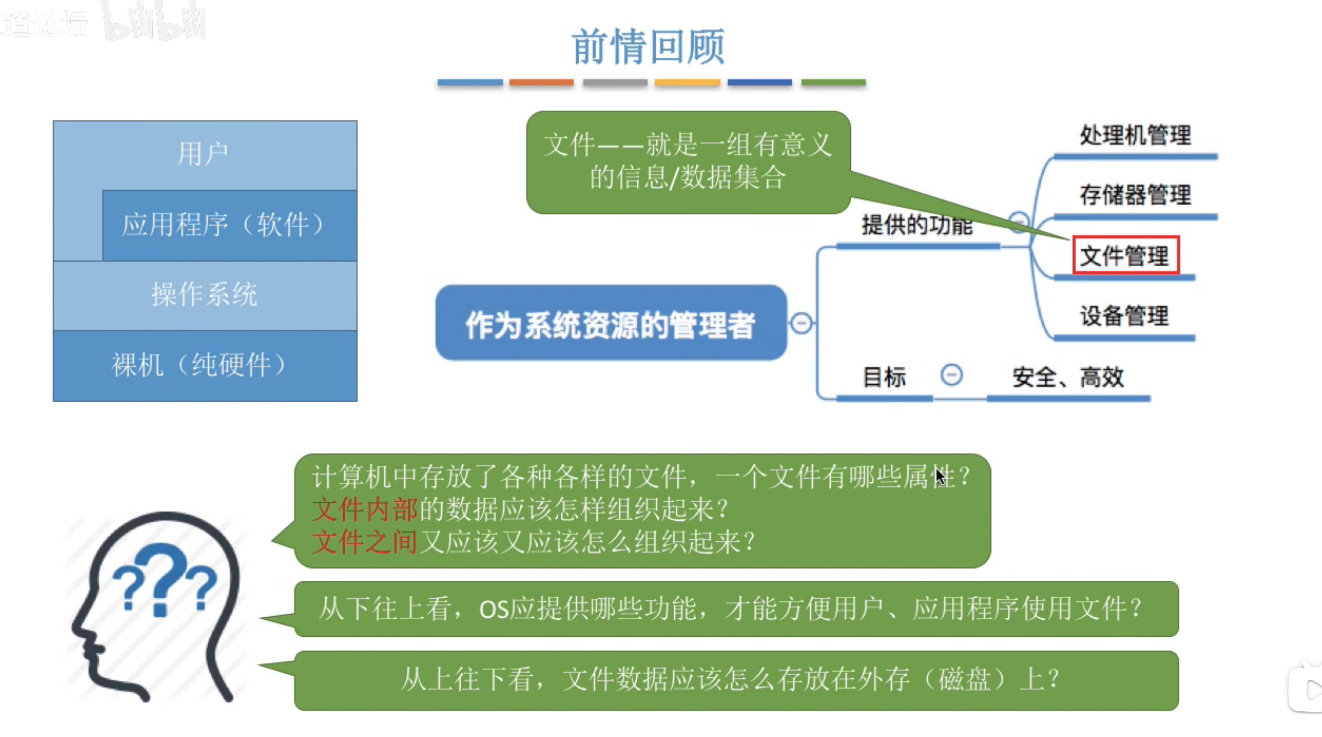 道论坛 bilibili
前情回顾
用户
应用程序（软件）
操作系统
裸机（纯硬件）
文件——就是一组有意义
的信息/数据集合
作为系统资源的管理者
提供的功能
处理机管理
存储器管理
文件管理
设备管理
目标
安全、高效
???
计算机中存放了各种各样的文件，一个文件有哪些属性？
文件内部的数据应该怎样组织起来？
文件之间又应该又应该怎么组织起来？
从下往上看，OS应提供哪些功能，才能方便用户、应用程序使用文件？
从上往下看，文件数据应该怎么存放在外存（磁盘）上？